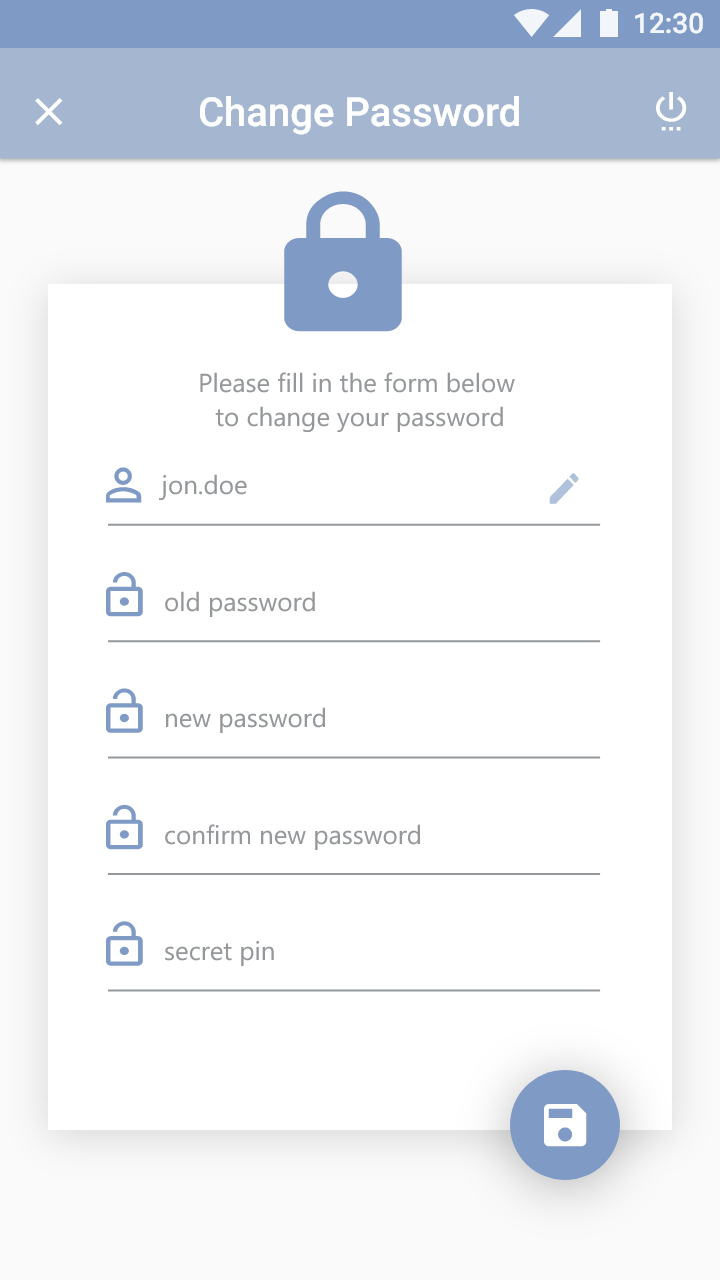 12:30
Change Password
Please fill in the form below
to change your password
jon.doe
old password
new password
confirm new password
secret pin